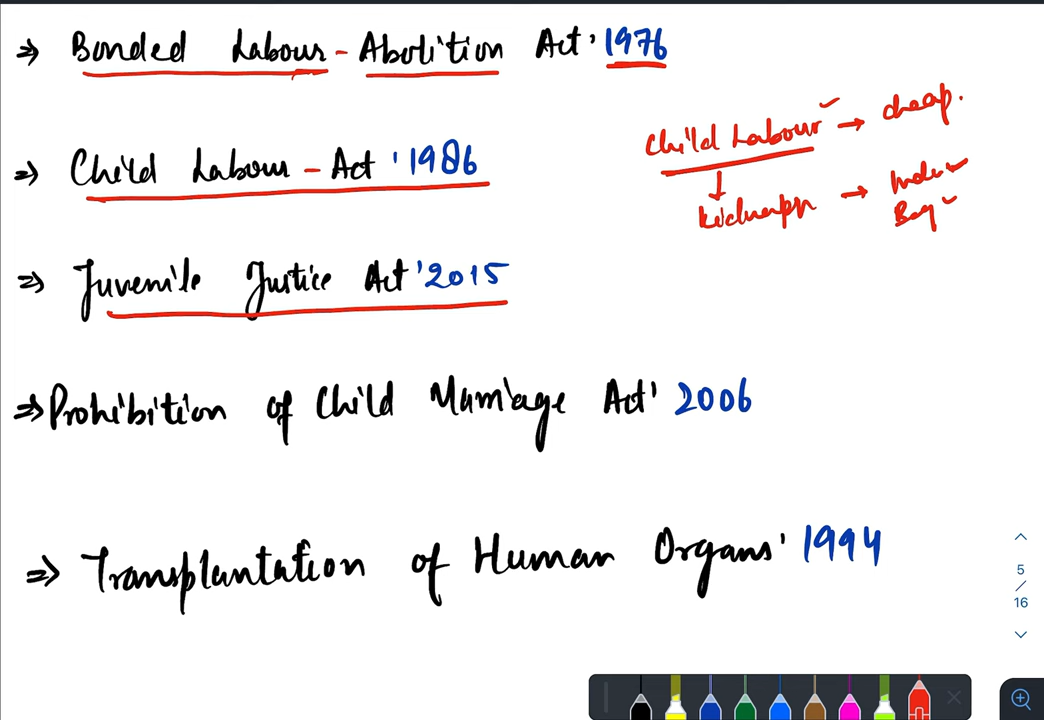 ⇒ Bonded Labour - Abolition Act' 1976
Child Labour → cheap.
↓
kidnapp →
⇒ Child Labour - Act '1986
⇒ Juvenile Justice Act '2015
⇒ Prohibition of Child Marriage Act' 2006
⇒ Transplantation of Human Organs' 1994
5
/
16